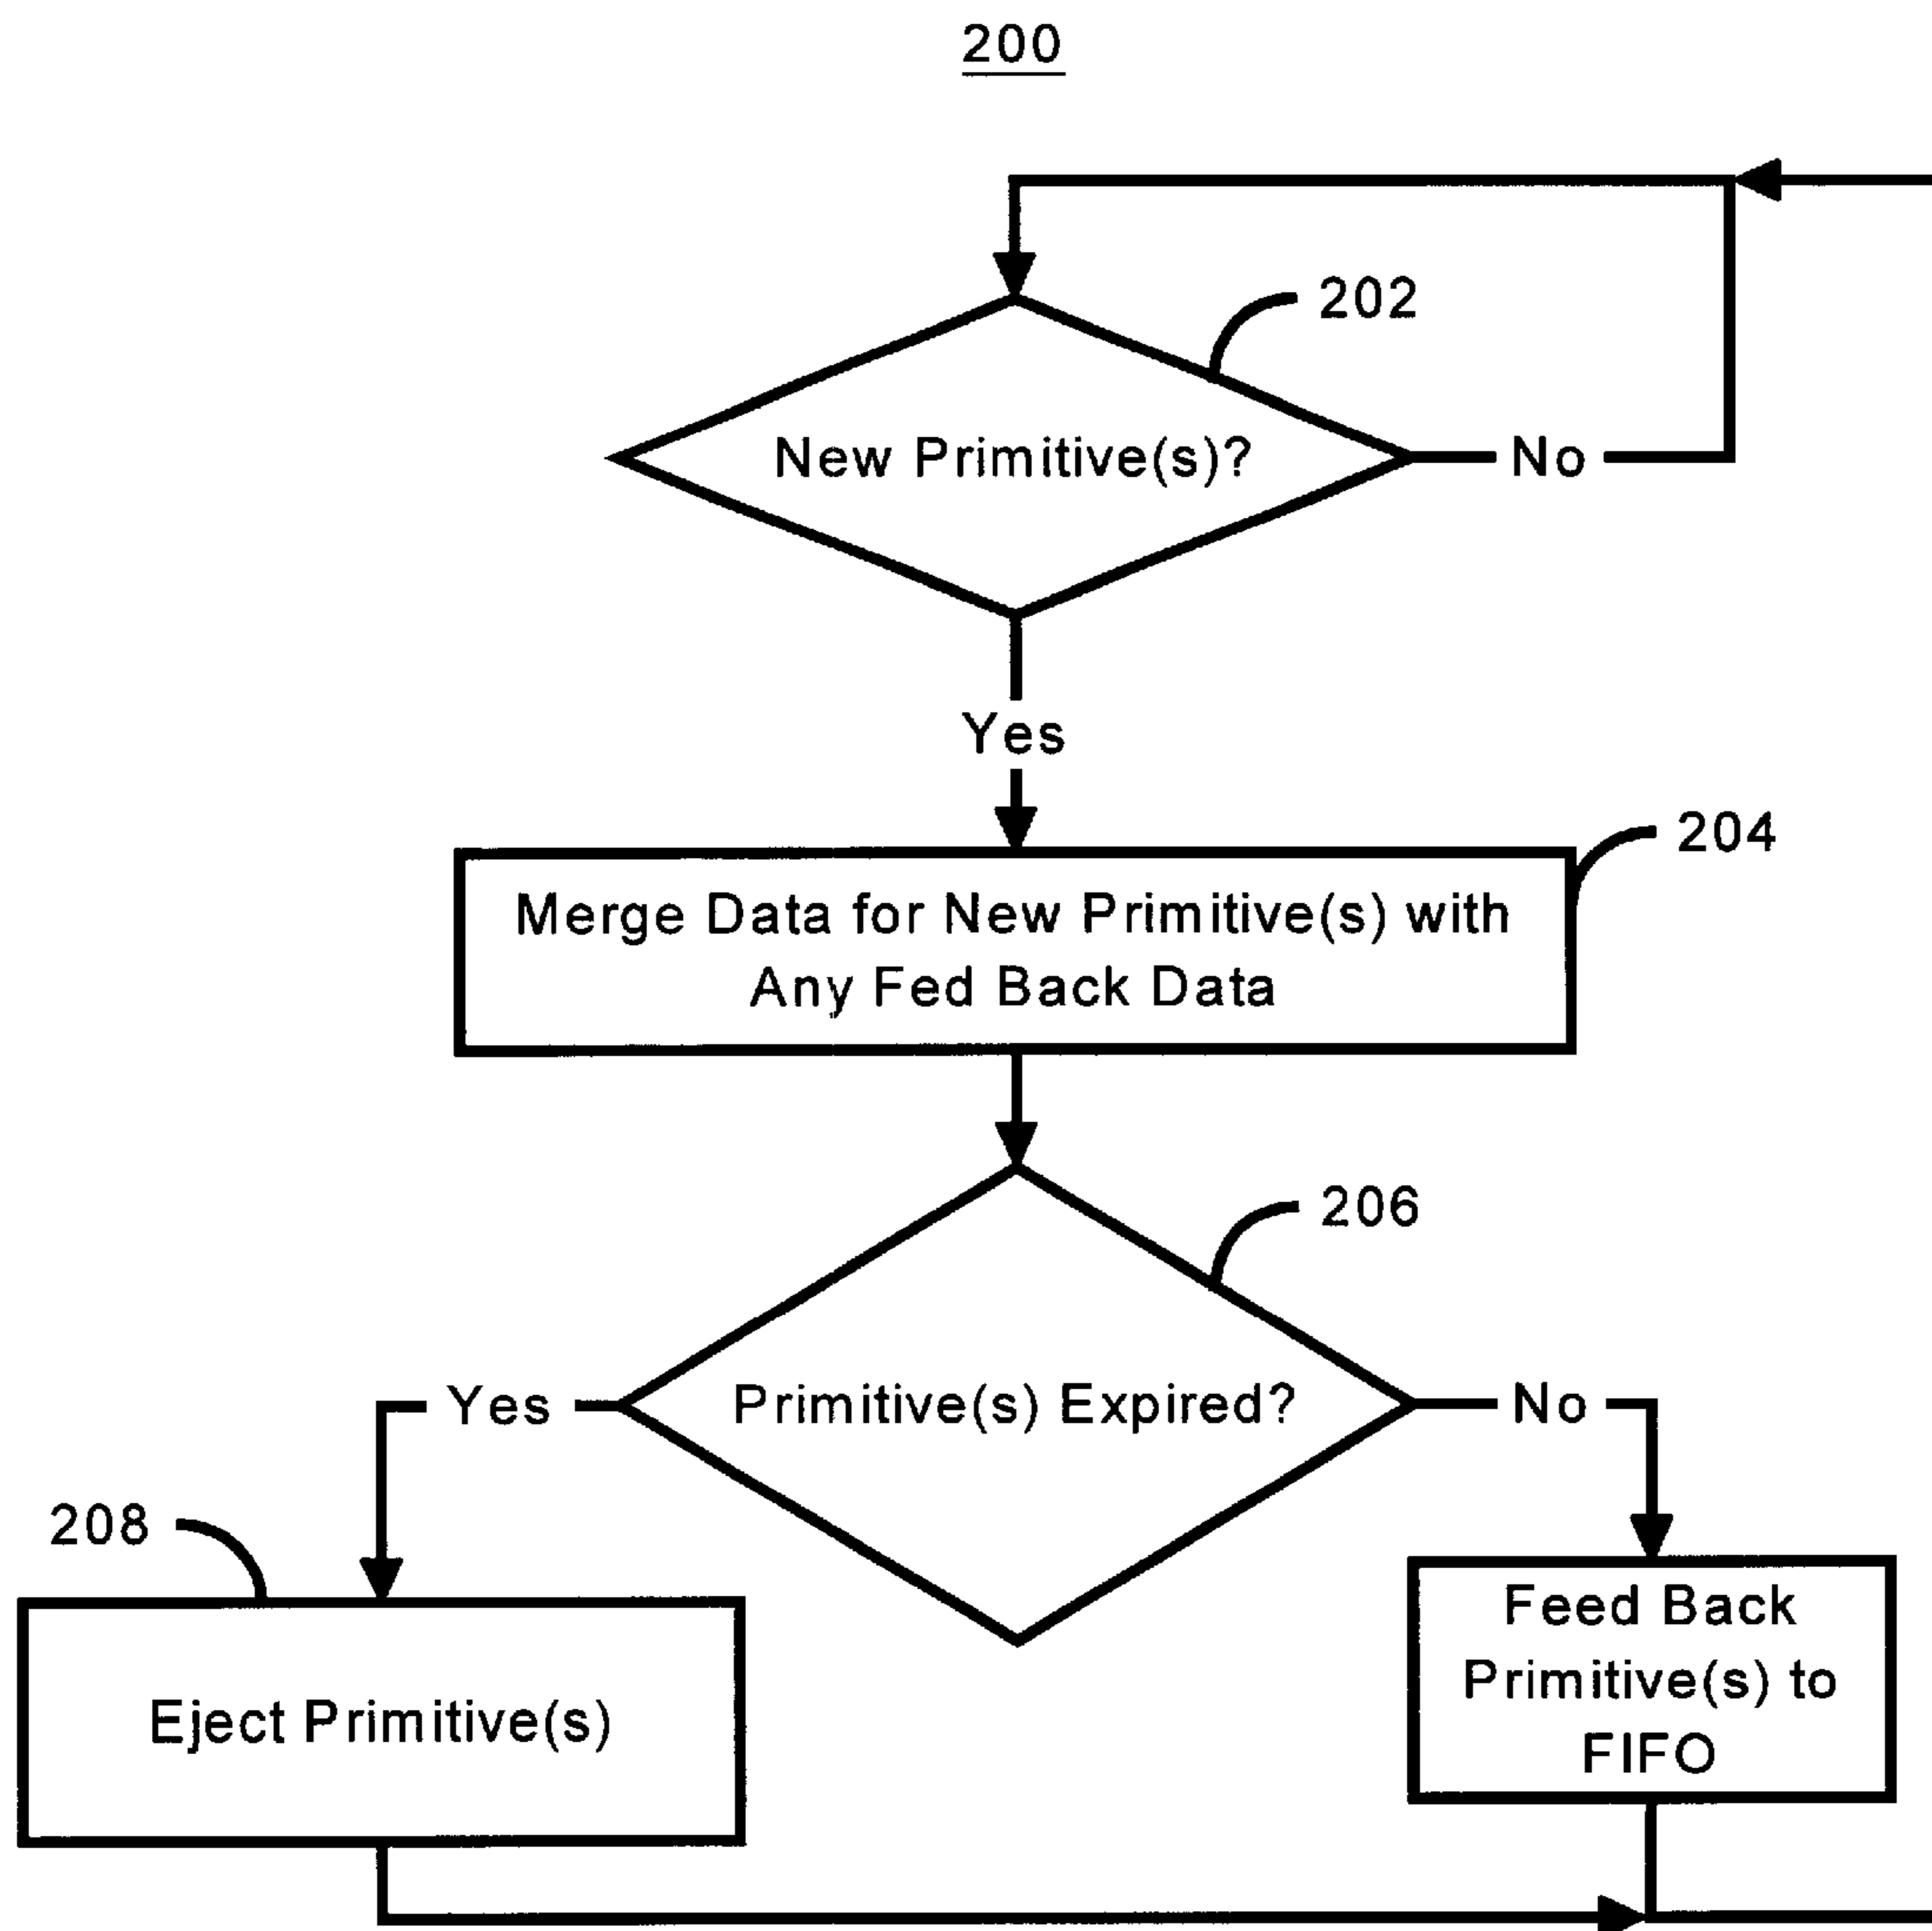 200
202
New Primitive(s)?
No
Yes
204
Merge Data for New Primitive(s) with
Any Fed Back Data
206
Primitive(s) Expired?
Yes
No
208
Eject Primitive(s)
Feed Back
Primitive(s) to
FIFO